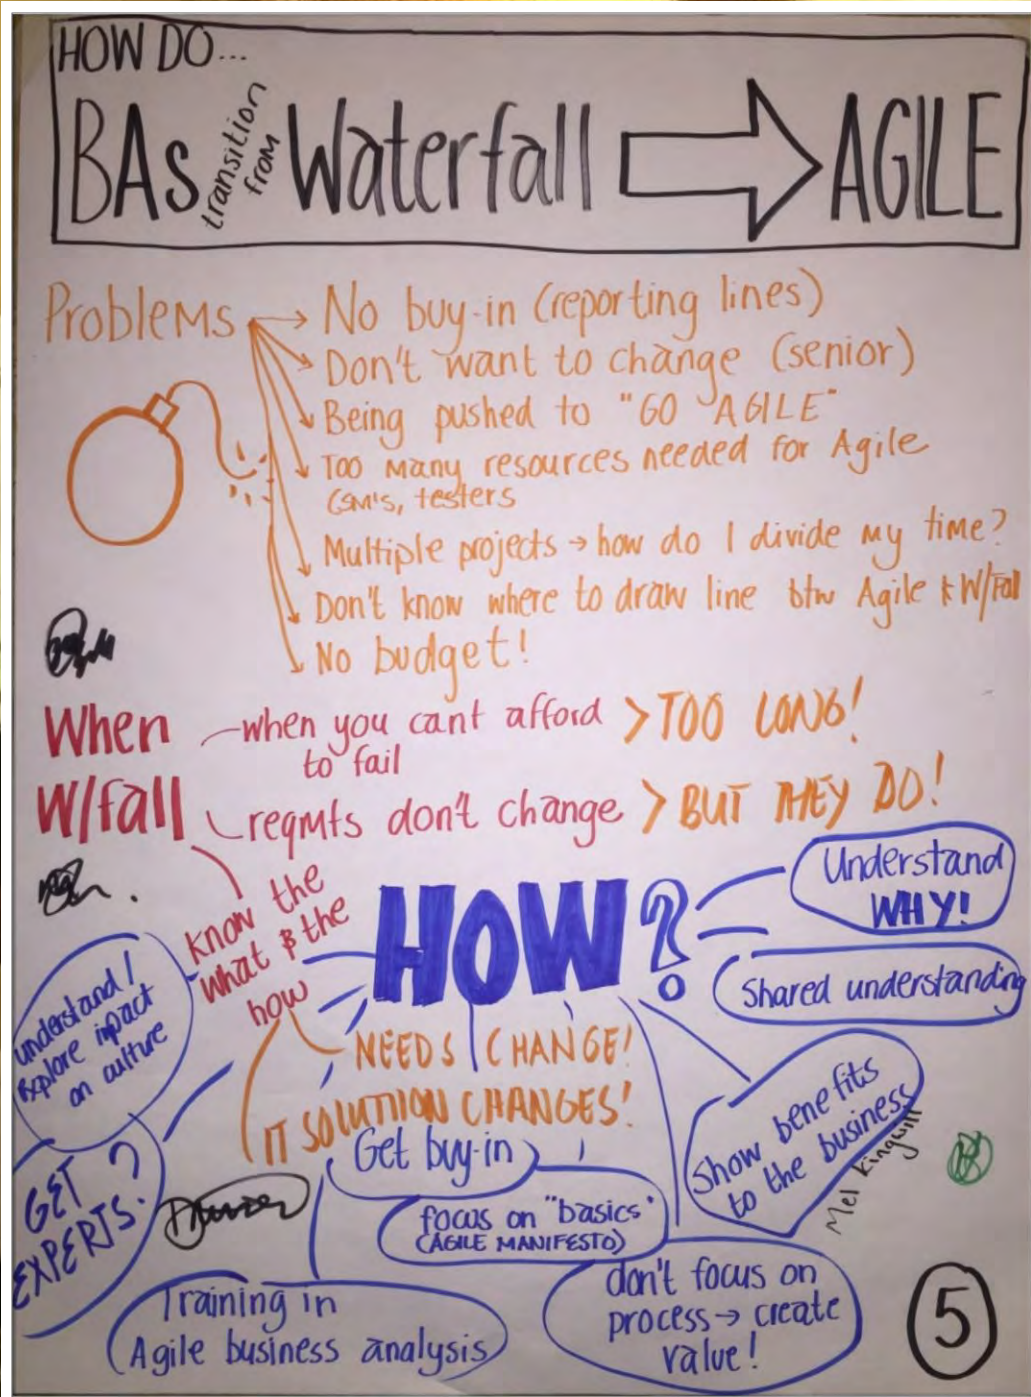 HOW DO...
BAs transition from Waterfall → AGILE
Problems
→ No buy-in (reporting lines)
Don't want to change (senior)
Being pushed to "GO AGILE"
Too many resources needed for Agile
(SM's, testers
Multiple projects → how do I divide my time?
Don't know where to draw line btw Agile & W/Fall
No budget!
When
W/fall
when you cant afford
to fail
> TOO LONG!
reqmts don't change > BUT THEY DO!
know the
what & the
how
NEEDS CHANGE!
IT SOLUTION CHANGES!
HOW?
Understand
WHY!
Shared understanding
Show benefits
to the business
Mel Kingwill
don't focus on
process → create
value!
focus on "basics"
(AGILE MANIFESTO)
Get buy-in
Training in
Agile business analysis
GET
EXPERTS?
understand/
explore impact
on culture
5